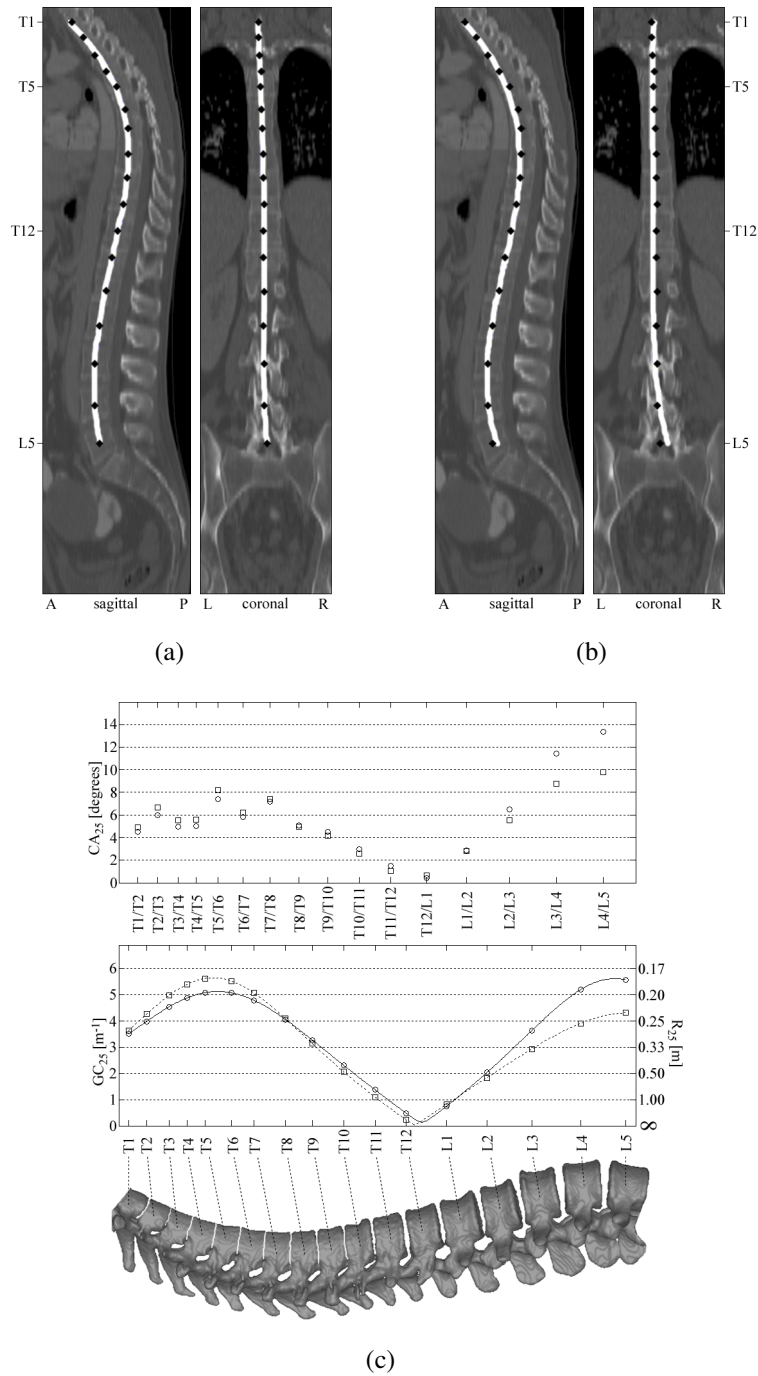 T1
T5
T12
L5
A sagittal P
L coronal R
(a)
A sagittal P
L coronal R
(b)
T1
T5
T12
L5
CA25 [degrees]
14
12
10
8
6
4
2
0
T1/T2
T2/T3
T3/T4
T4/T5
T5/T6
T6/T7
T7/T8
T8/T9
T9/T10
T10/T11
T11/T12
T12/L1
L1/L2
L2/L3
L3/L4
L4/L5
GC25 [m-1]
6
5
4
3
2
1
0
0.17
0.20
0.25
0.33
0.50
1.00
∞
R25 [m]
T1
T2
T3
T4
T5
T6
T7
T8
T9
T10
T11
T12
L1
L2
L3
L4
L5
(c)